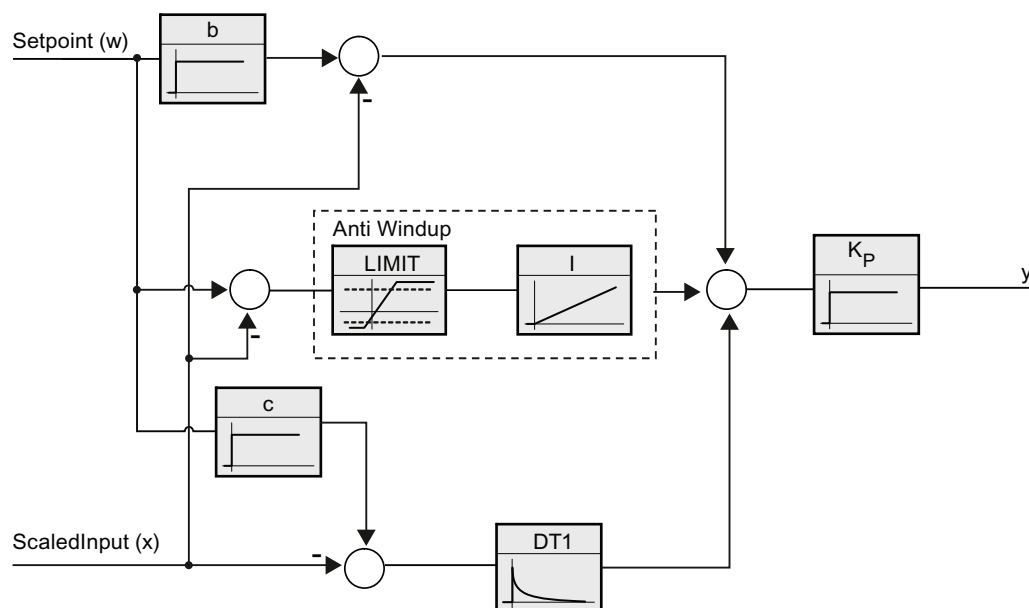 b
Setpoint (w)
-
Anti Windup
LIMIT
I
K_P
y
-
c
ScaledInput (x)
-
DT1